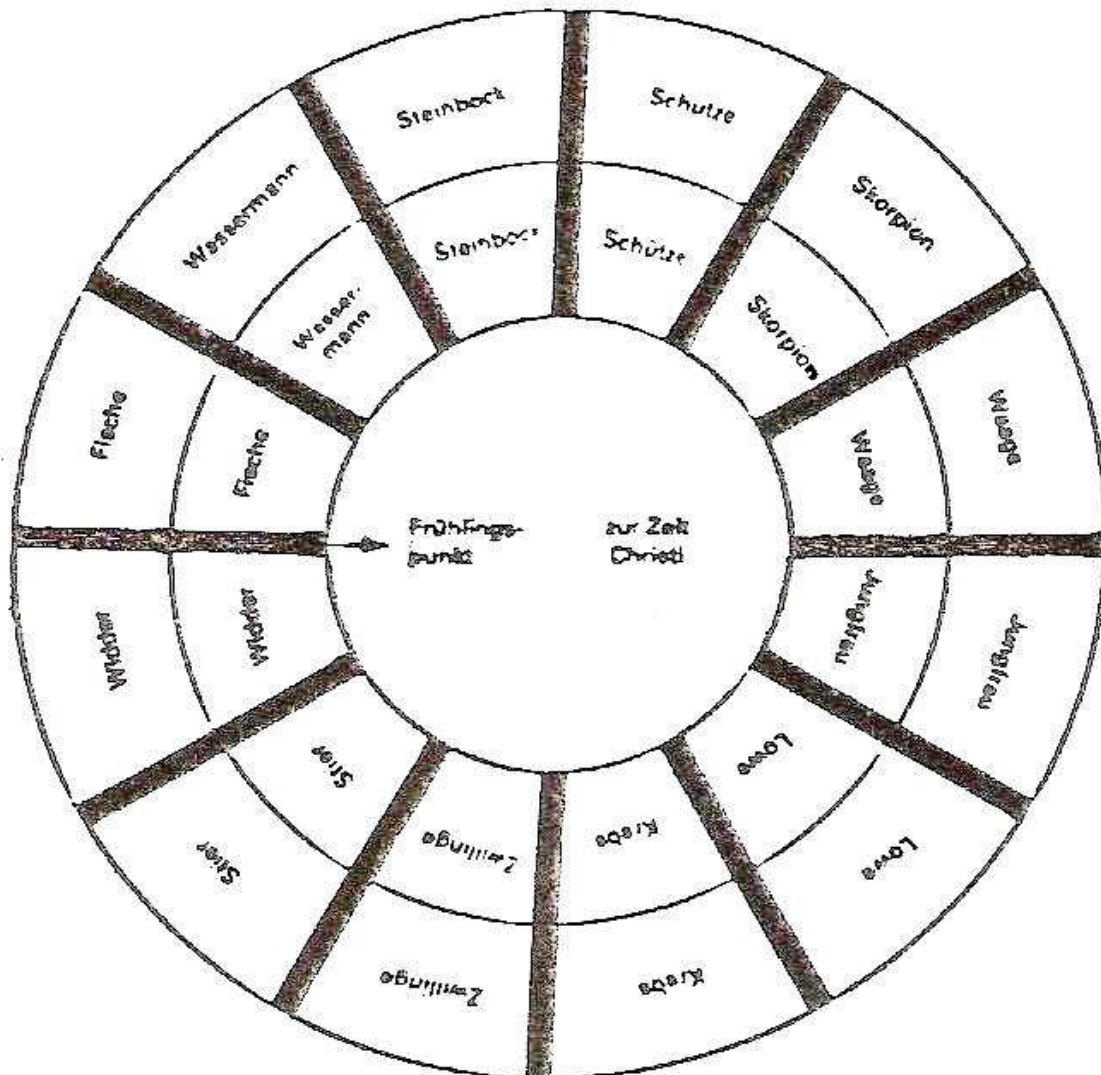 Steinbock
Schütze
Skorpion
Waage
Jungfrau
Löwe
Krebs
Zwillinge
Stier
Widder
Fische
Wassermann
Steinbock
Schütze
Skorpion
Waage
Jungfrau
Löwe
Krebs
Zwillinge
Stier
Widder
Fische
Wasser-
mann
Frühlings-
punkt
zur Zeit
Christi